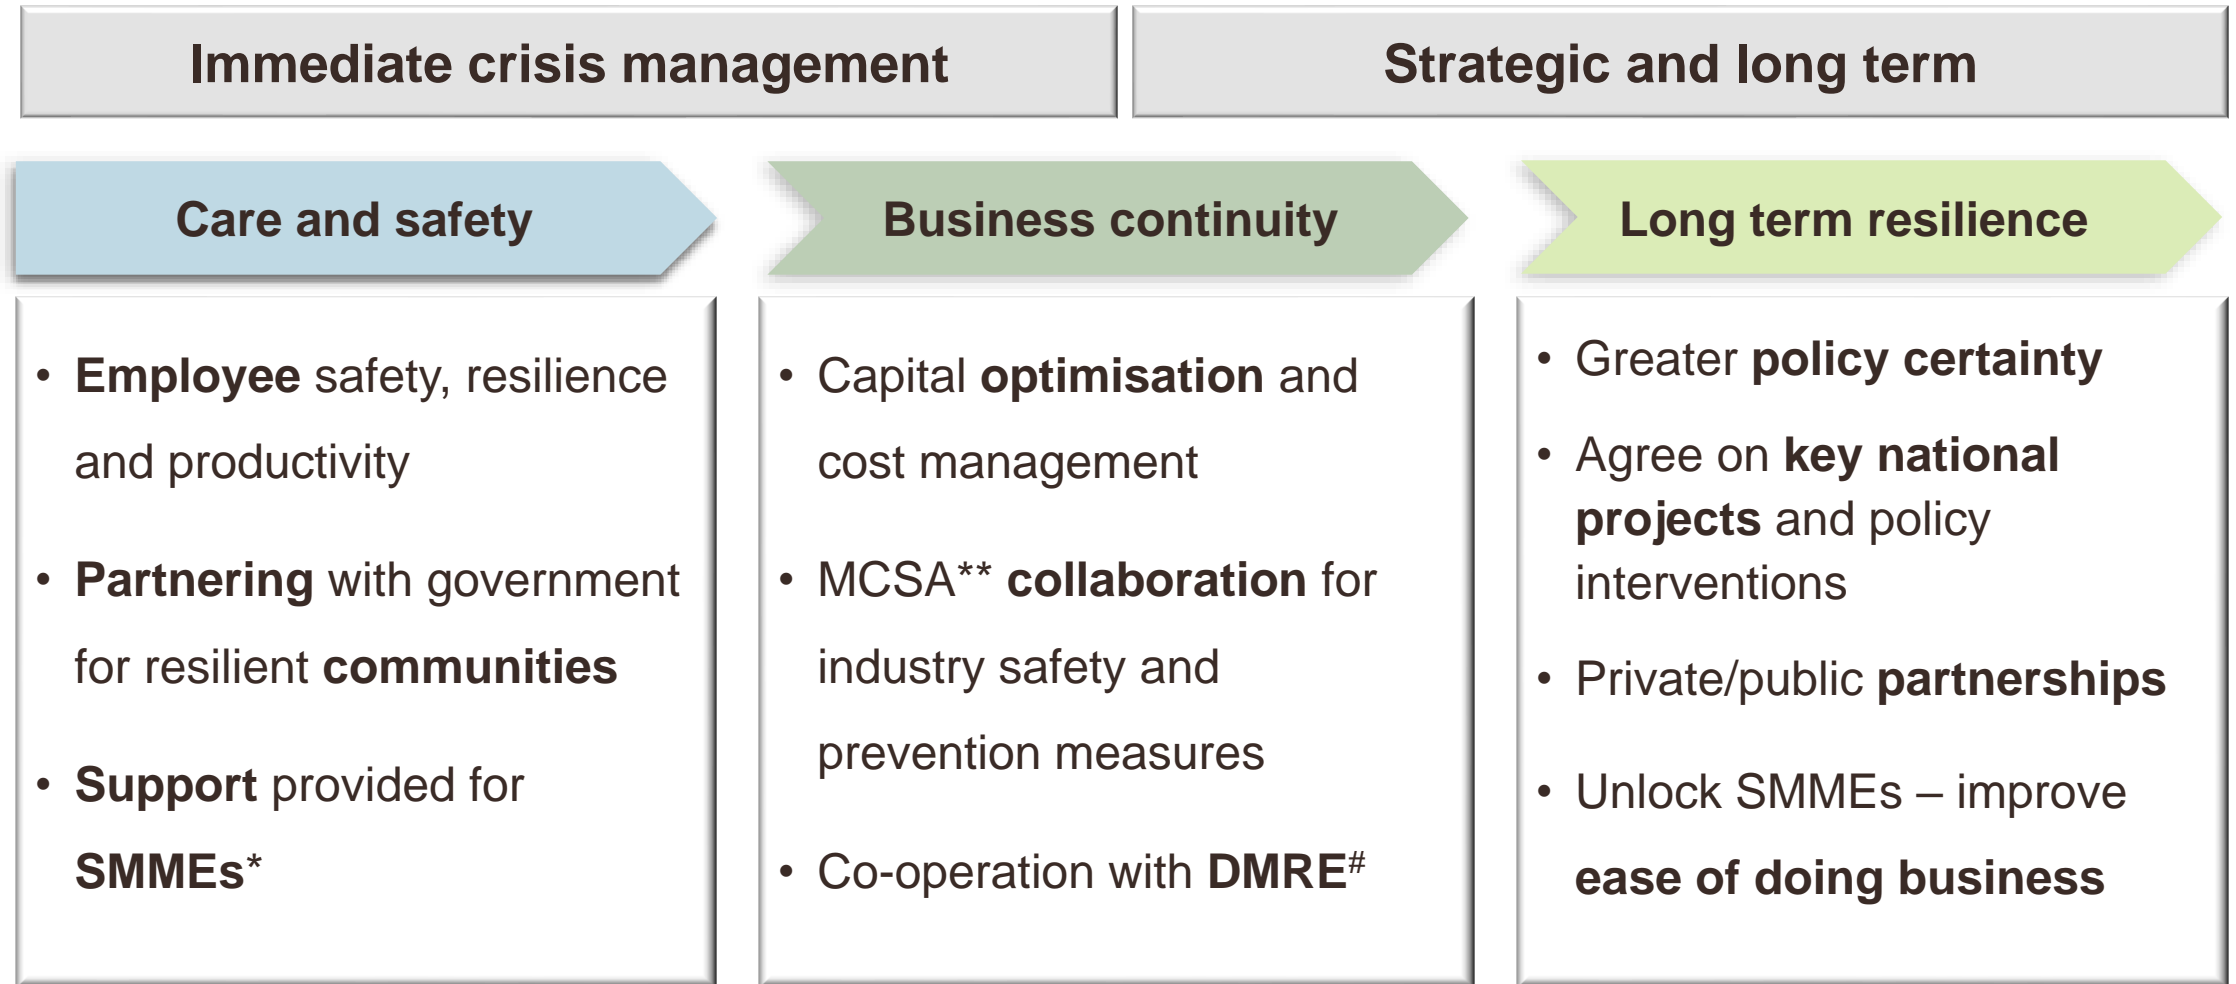 Immediate crisis management
Strategic and long term
Care and safety
Business continuity
Long term resilience
• Employee safety, resilience
and productivity
• Partnering with government
for resilient communities
• Support provided for
SMMEs*
• Capital optimisation and
cost management
• MCSA** collaboration for
industry safety and
prevention measures
• Co-operation with DMRE#
• Greater policy certainty
• Agree on key national
projects and policy
interventions
• Private/public partnerships
• Unlock SMMEs – improve
ease of doing business